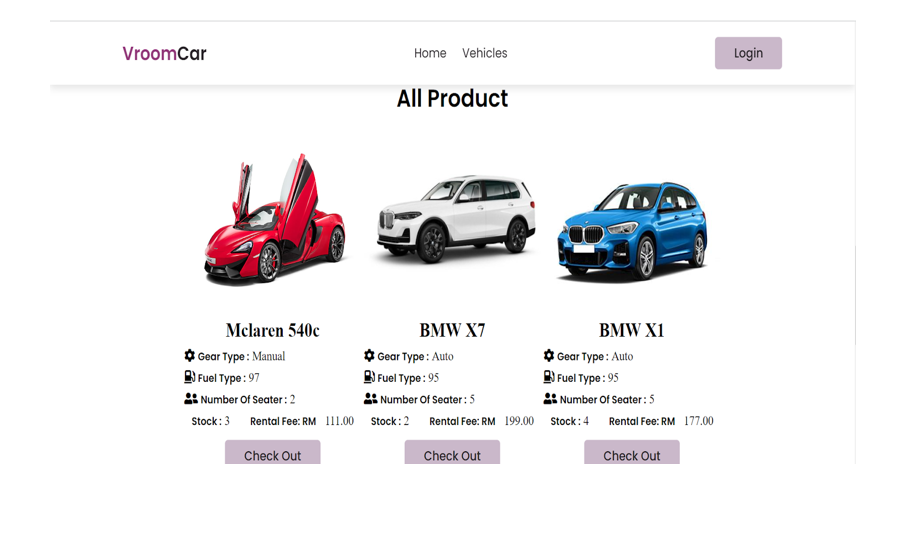 VroomCar Home Vehicles Login
All Product
Mclaren 540c BMW X7 BMW X1
Gear Type : Manual Gear Type : Auto Gear Type : Auto
Fuel Type : 97 Fuel Type : 95 Fuel Type : 95
Number Of Seater : 2 Number Of Seater : 5 Number Of Seater : 5
Stock : 3 Rental Fee: RM 111.00 Stock : 2 Rental Fee: RM 199.00 Stock : 4 Rental Fee: RM 177.00
Check Out Check Out Check Out